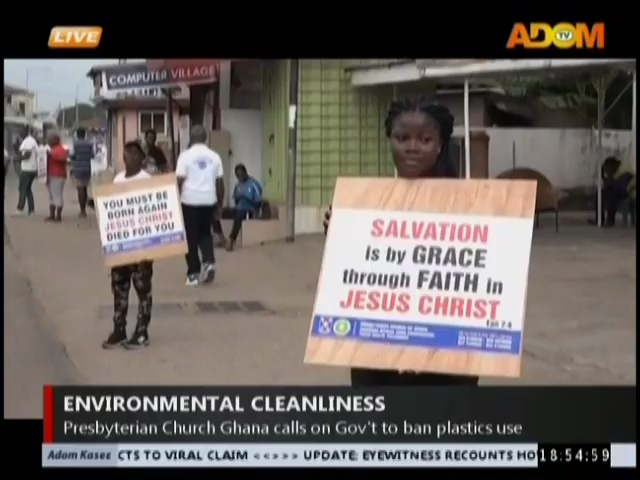 LIVE
ADOM TV
COMPUTER VILLAGE
YOU MUST BE
BORN AGAIN
JESUS CHRIST
DIED FOR YOU
SALVATION
is by GRACE
through FAITH in
JESUS CHRIST
ENVIRONMENTAL CLEANLINESS
Presbyterian Church Ghana calls on Gov't to ban plastics use
Adom Kasee CTS TO VIRAL CLAIM <<>>> UPDATE: EYEWITNESS RECOUNTS HO 18:54:59